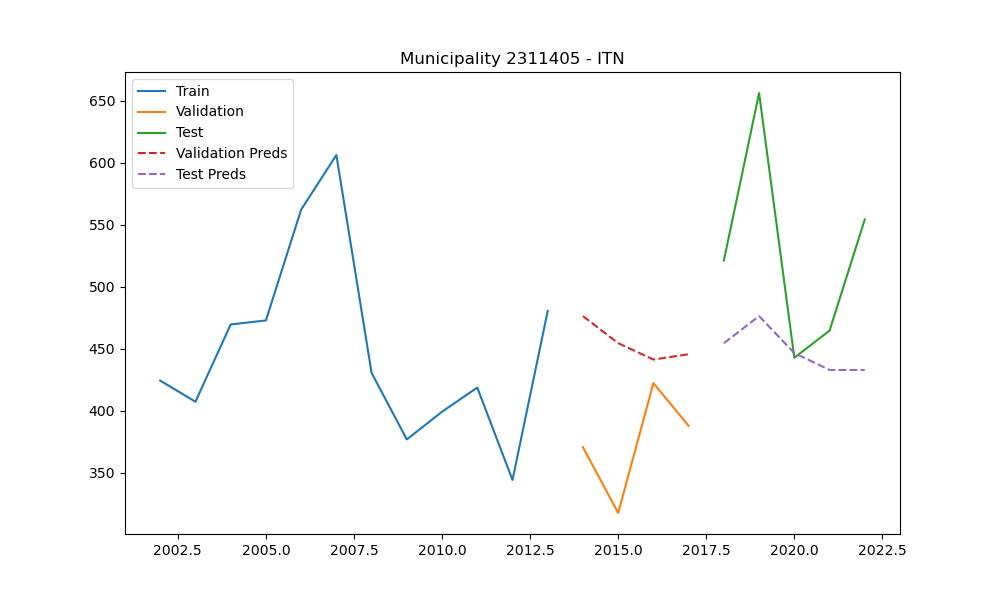 Municipality 2311405 - ITN
Train
Validation
Test
Validation Preds
Test Preds
650
600
550
500
450
400
350
2002.5 2005.0 2007.5 2010.0 2012.5 2015.0 2017.5 2020.0 2022.5